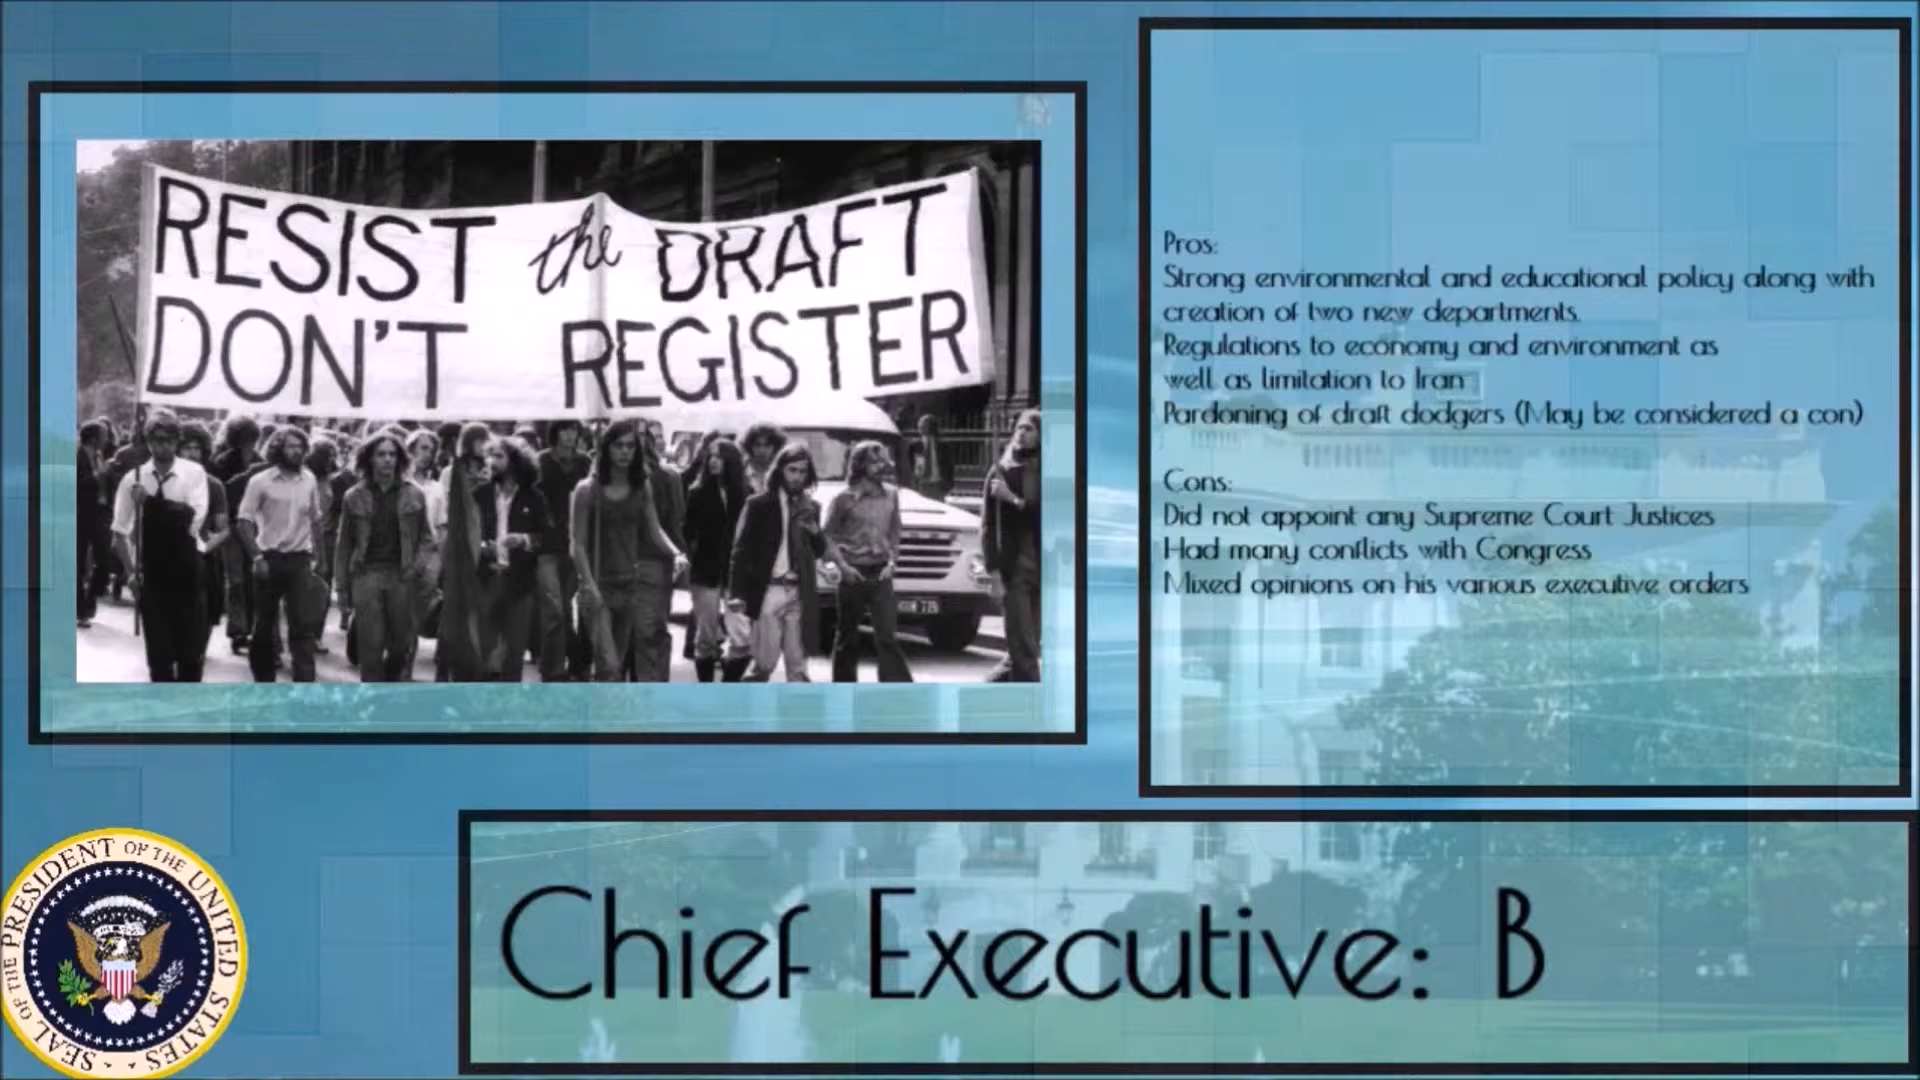 RESIST the DRAFT
DON'T REGISTER
Pros:
Strong environmental and educational policy along with
creation of two new departments.
Regulations to economy and environment as
well as limitation to Iran
Pardoning of draft dodgers (May be considered a con)
Cons:
Did not appoint any Supreme Court Justices
Had many conflicts with Congress
Mixed opinions on his various executive orders
SEAL OF THE PRESIDENT OF THE UNITED STATES
Chief Executive: B